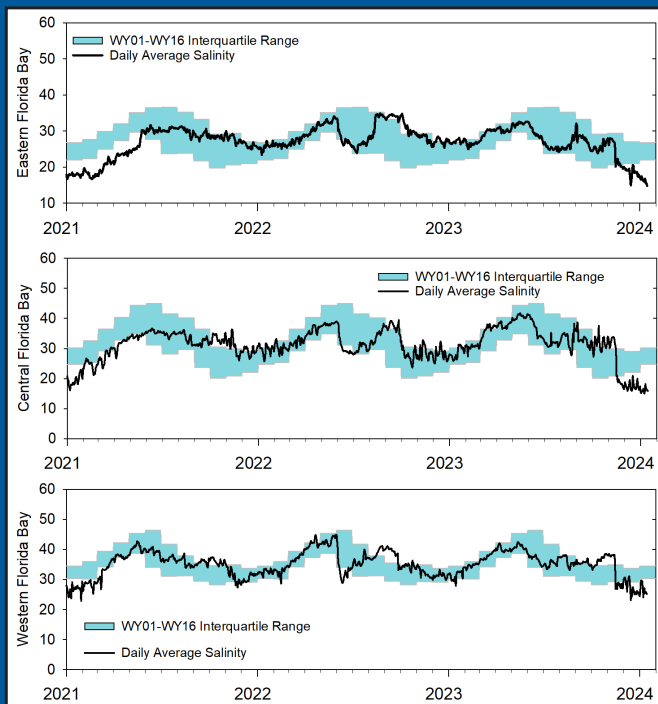 60
50
40
30
20
10
Eastern Florida Bay
WY01-WY16 Interquartile Range
Daily Average Salinity
2021 2022 2023 2024
60
50
40
30
20
10
0
Central Florida Bay
WY01-WY16 Interquartile Range
Daily Average Salinity
2021 2022 2023 2024
60
50
40
30
20
10
0
Western Florida Bay
WY01-WY16 Interquartile Range
Daily Average Salinity
2021 2022 2023 2024